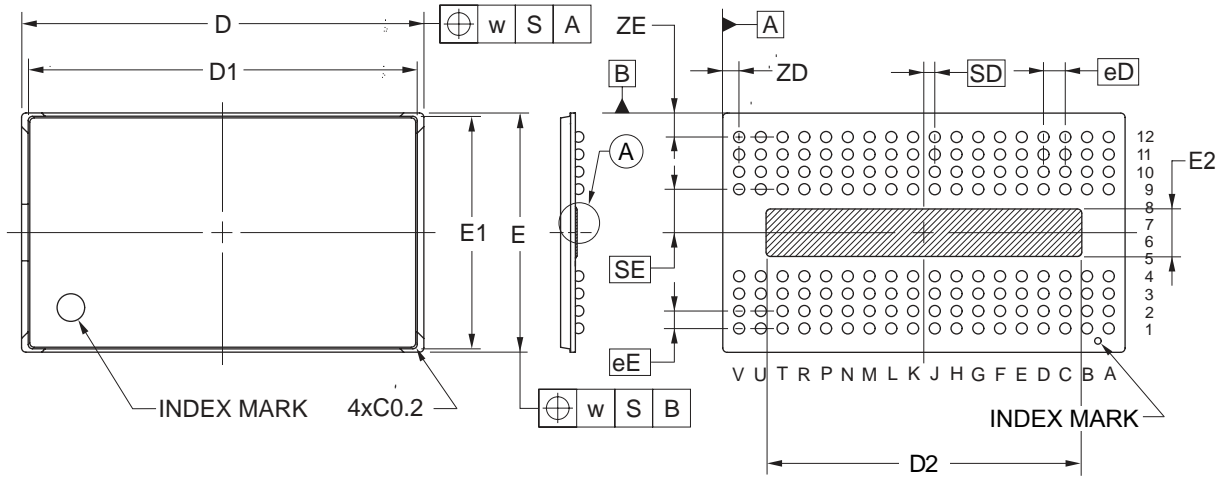 D
w S A
D1
ZE
A
ZD
SD
eD
B
A
E1
E
SE
eE
12
11
10
9
8
7
6
5
4
3
2
1
E2
V U T R P N M L K J H G F E D C B A
INDEX MARK
4xC0.2
w S B
INDEX MARK
D2